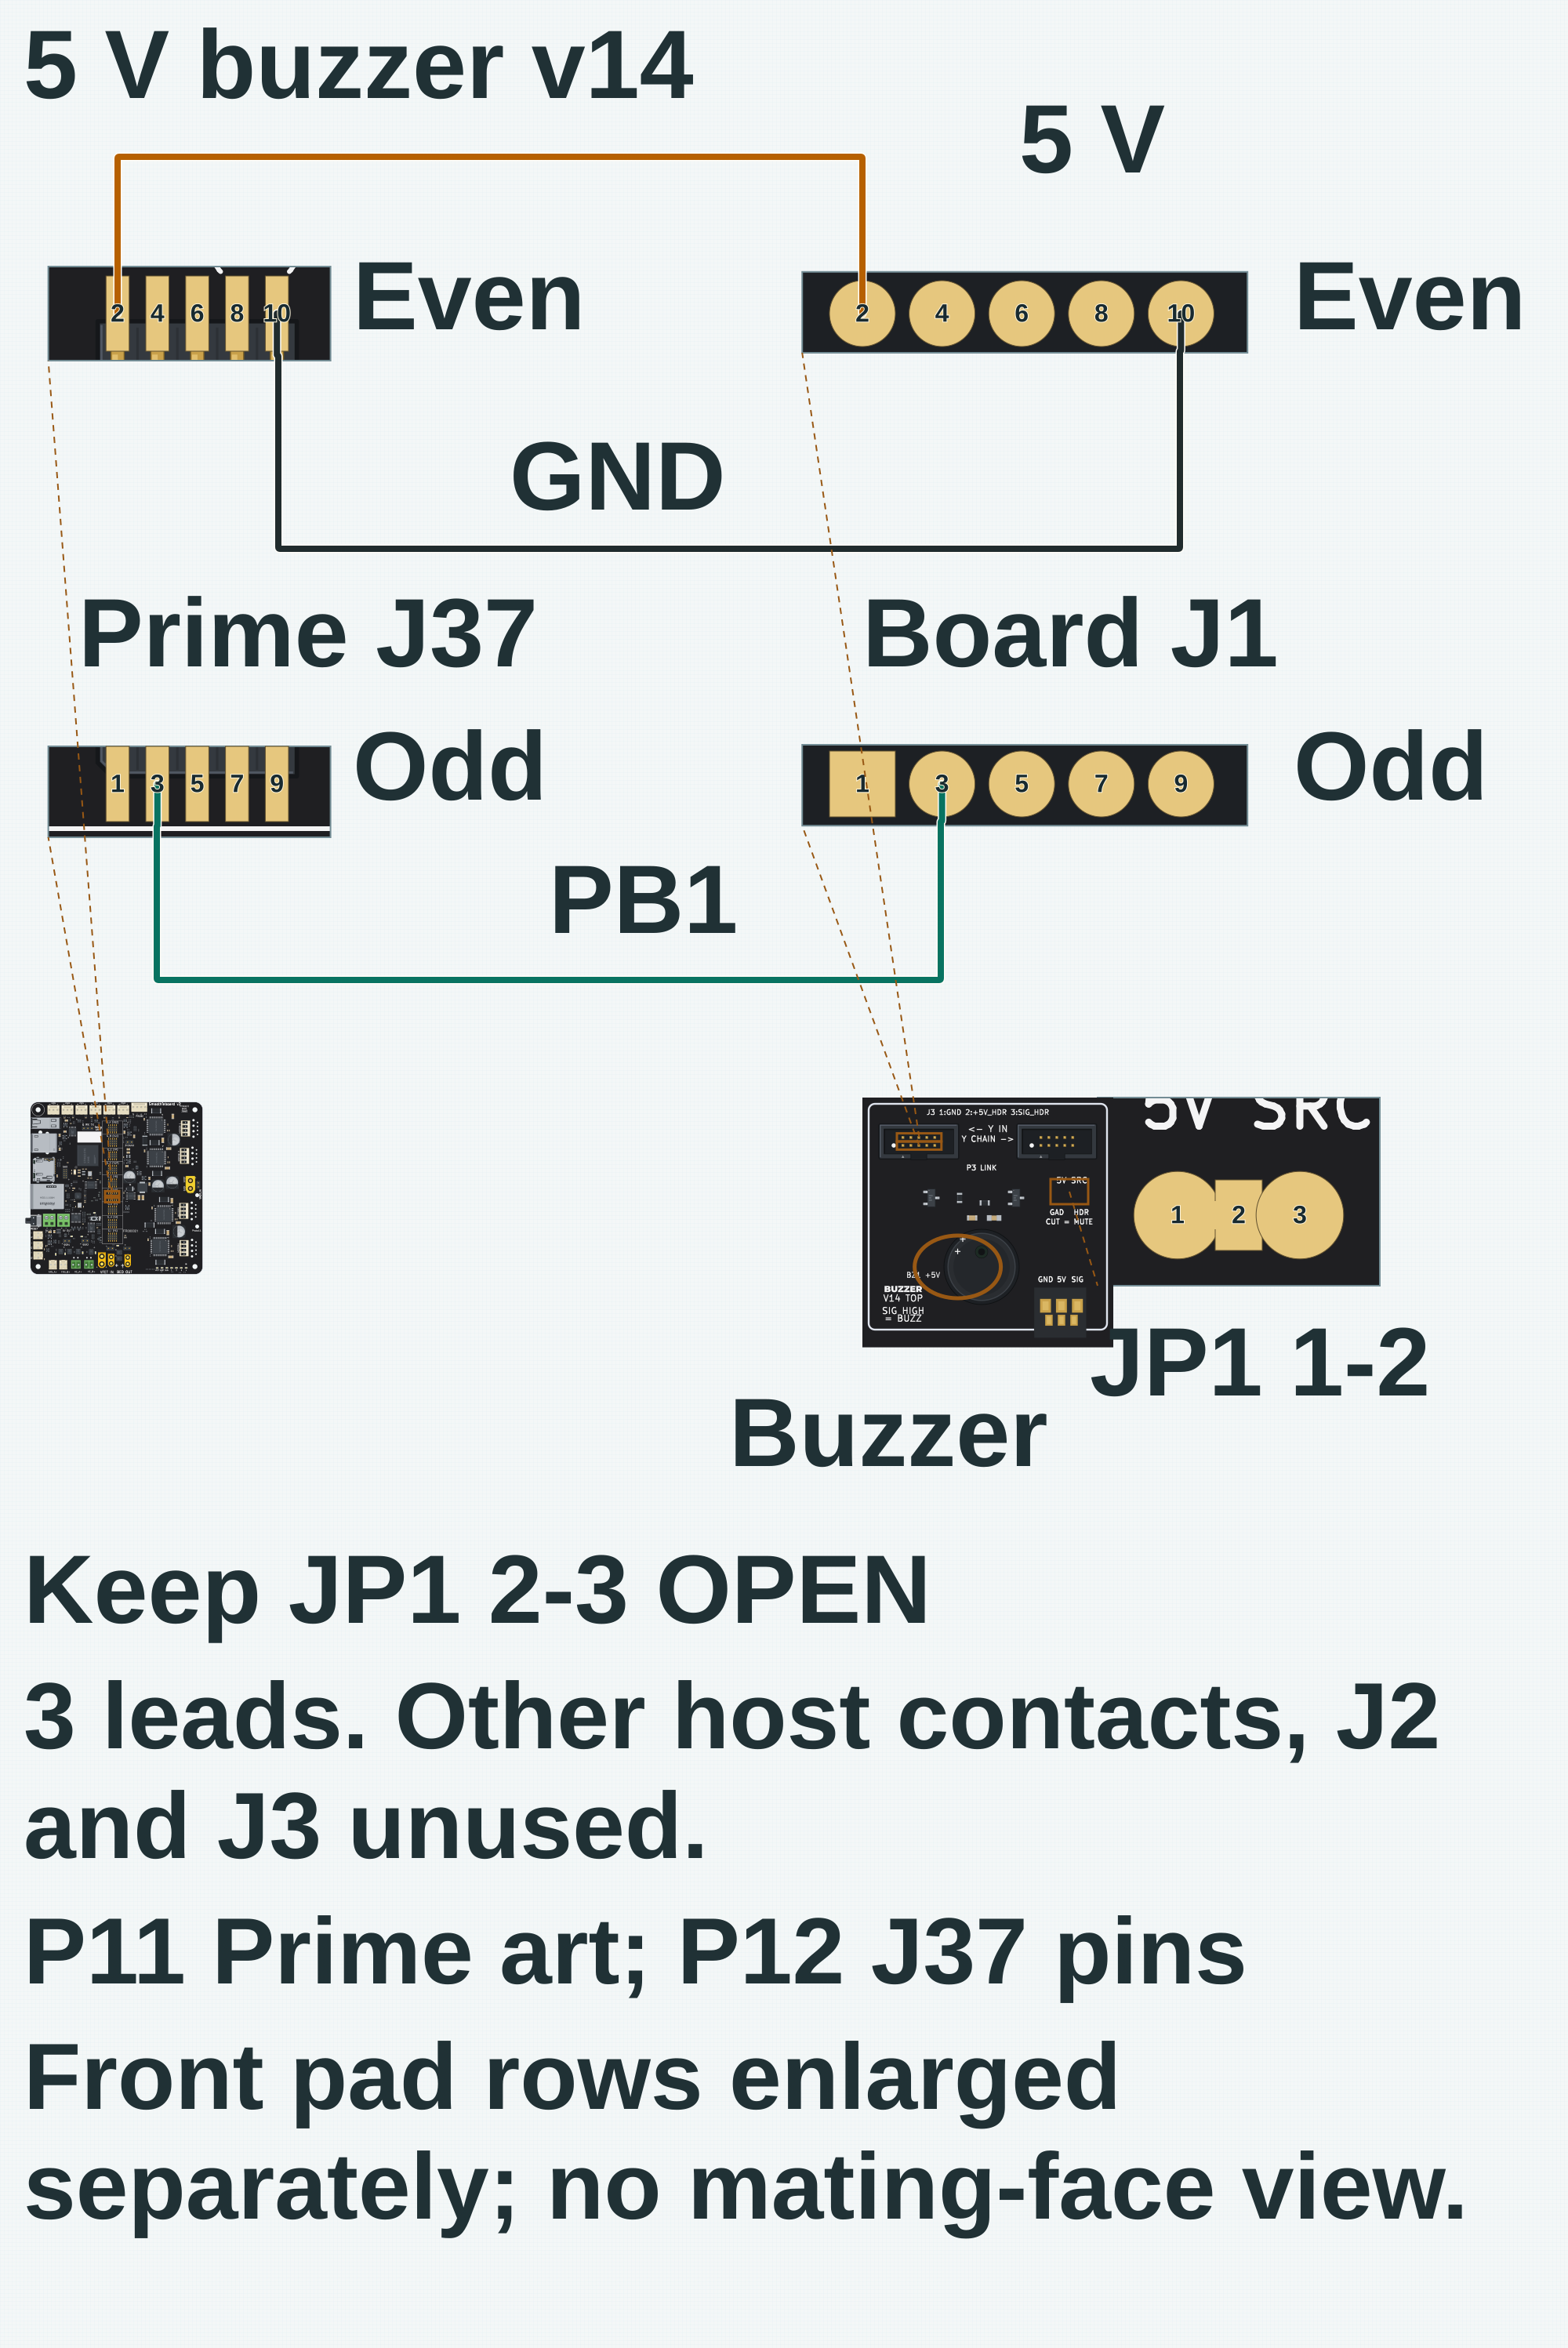 5 V buzzer v14
5 V
2 4 6 8 10
Even
2 4 6 8 10
Even
GND
Prime J37
Board J1
1 3 5 7 9
Odd
1 3 5 7 9
Odd
PB1
J3 1:GND 2:+5V_HDR 3:SIG_HDR
<- Y IN
Y CHAIN ->
P3 LINK
5V SRC
GAD HDR
CUT = MUTE
+5V
GND 5V SIG
BUZZER
V14 TOP
SIG HIGH
= BUZZ
5V SRC
1 2 3
JP1 1-2
Buzzer
Keep JP1 2-3 OPEN
3 leads. Other host contacts, J2
and J3 unused.
P11 Prime art; P12 J37 pins
Front pad rows enlarged
separately; no mating-face view.